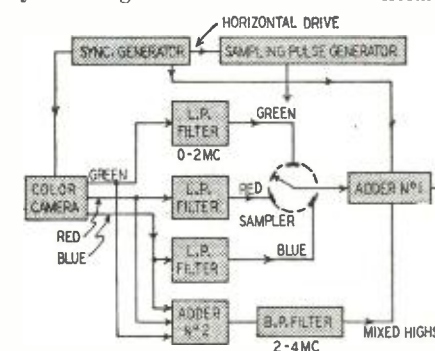 HORIZONTAL DRIVE
SYNC. GENERATOR
SAMPLING PULSE GENERATOR
L.P.
FILTER
0-2MC
GREEN
GREEN
COLOR
CAMERA
RED
BLUE
L.P.
FILTER
RED
SAMPLER
ADDER Nº1
L.P.
FILTER
BLUE
ADDER
Nº2
B.P. FILTER
2-4MC
MIXED HIGHS